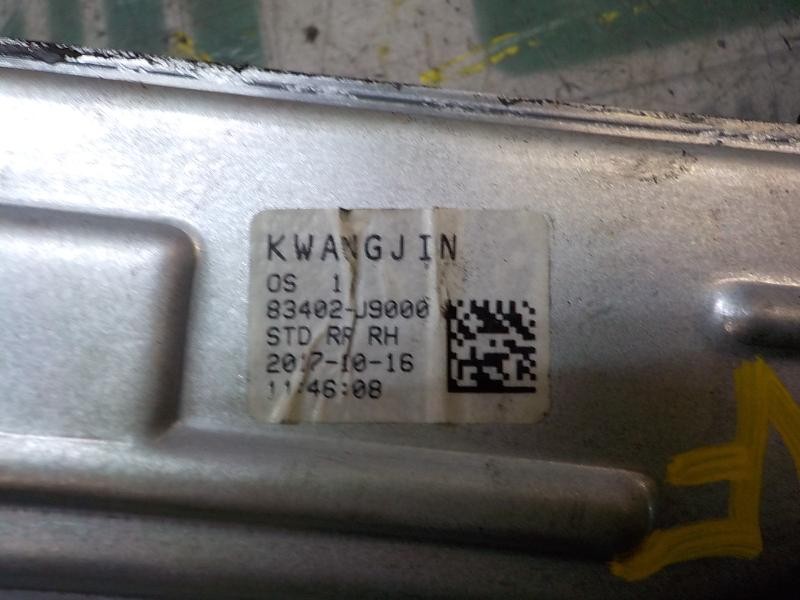 KWANGJIN
OS 1
83402-J9000
STD RR RH
2017-10-16
11:46:08